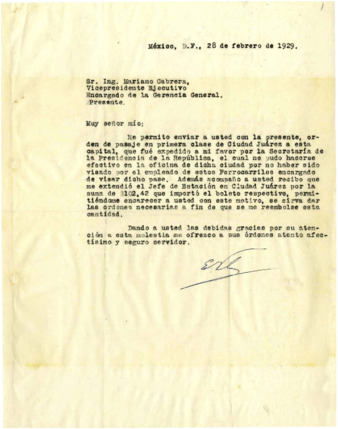 México, D.F., 28 de febrero de 1929.
Sr. Ing. Mariano Cabrera,
Vicepresidente Ejecutivo
Encargado de la Gerencia General.
Presente.
Muy señor mío:
Me permito enviar a usted con la presente, or-
den de pasaje en primera clase de Ciudad Juárez a esta
capital, que fué expedido a mi favor por la Secretaría de
la Presidencia de la República, el cual no pudo hacerse
efectivo en la oficina de dicha ciudad por no haber sido
visado por el empleado de estos Ferrocarriles encargado
de visar dicho pase. Además acompaño a usted recibo que
me extendió el Jefe de Estación en Ciudad Juárez por la
suma de $102.42 que importó el boleto respectivo, permi-
tiéndome encarecer a usted con este motivo, se sirva dar
las órdenes necesarias a fin de que se me reembolse esta
cantidad.
Dando a usted las debidas gracias por su aten-
ción a esta molestia me ofrezco a sus órdenes atento afec-
tísimo y seguro servidor.